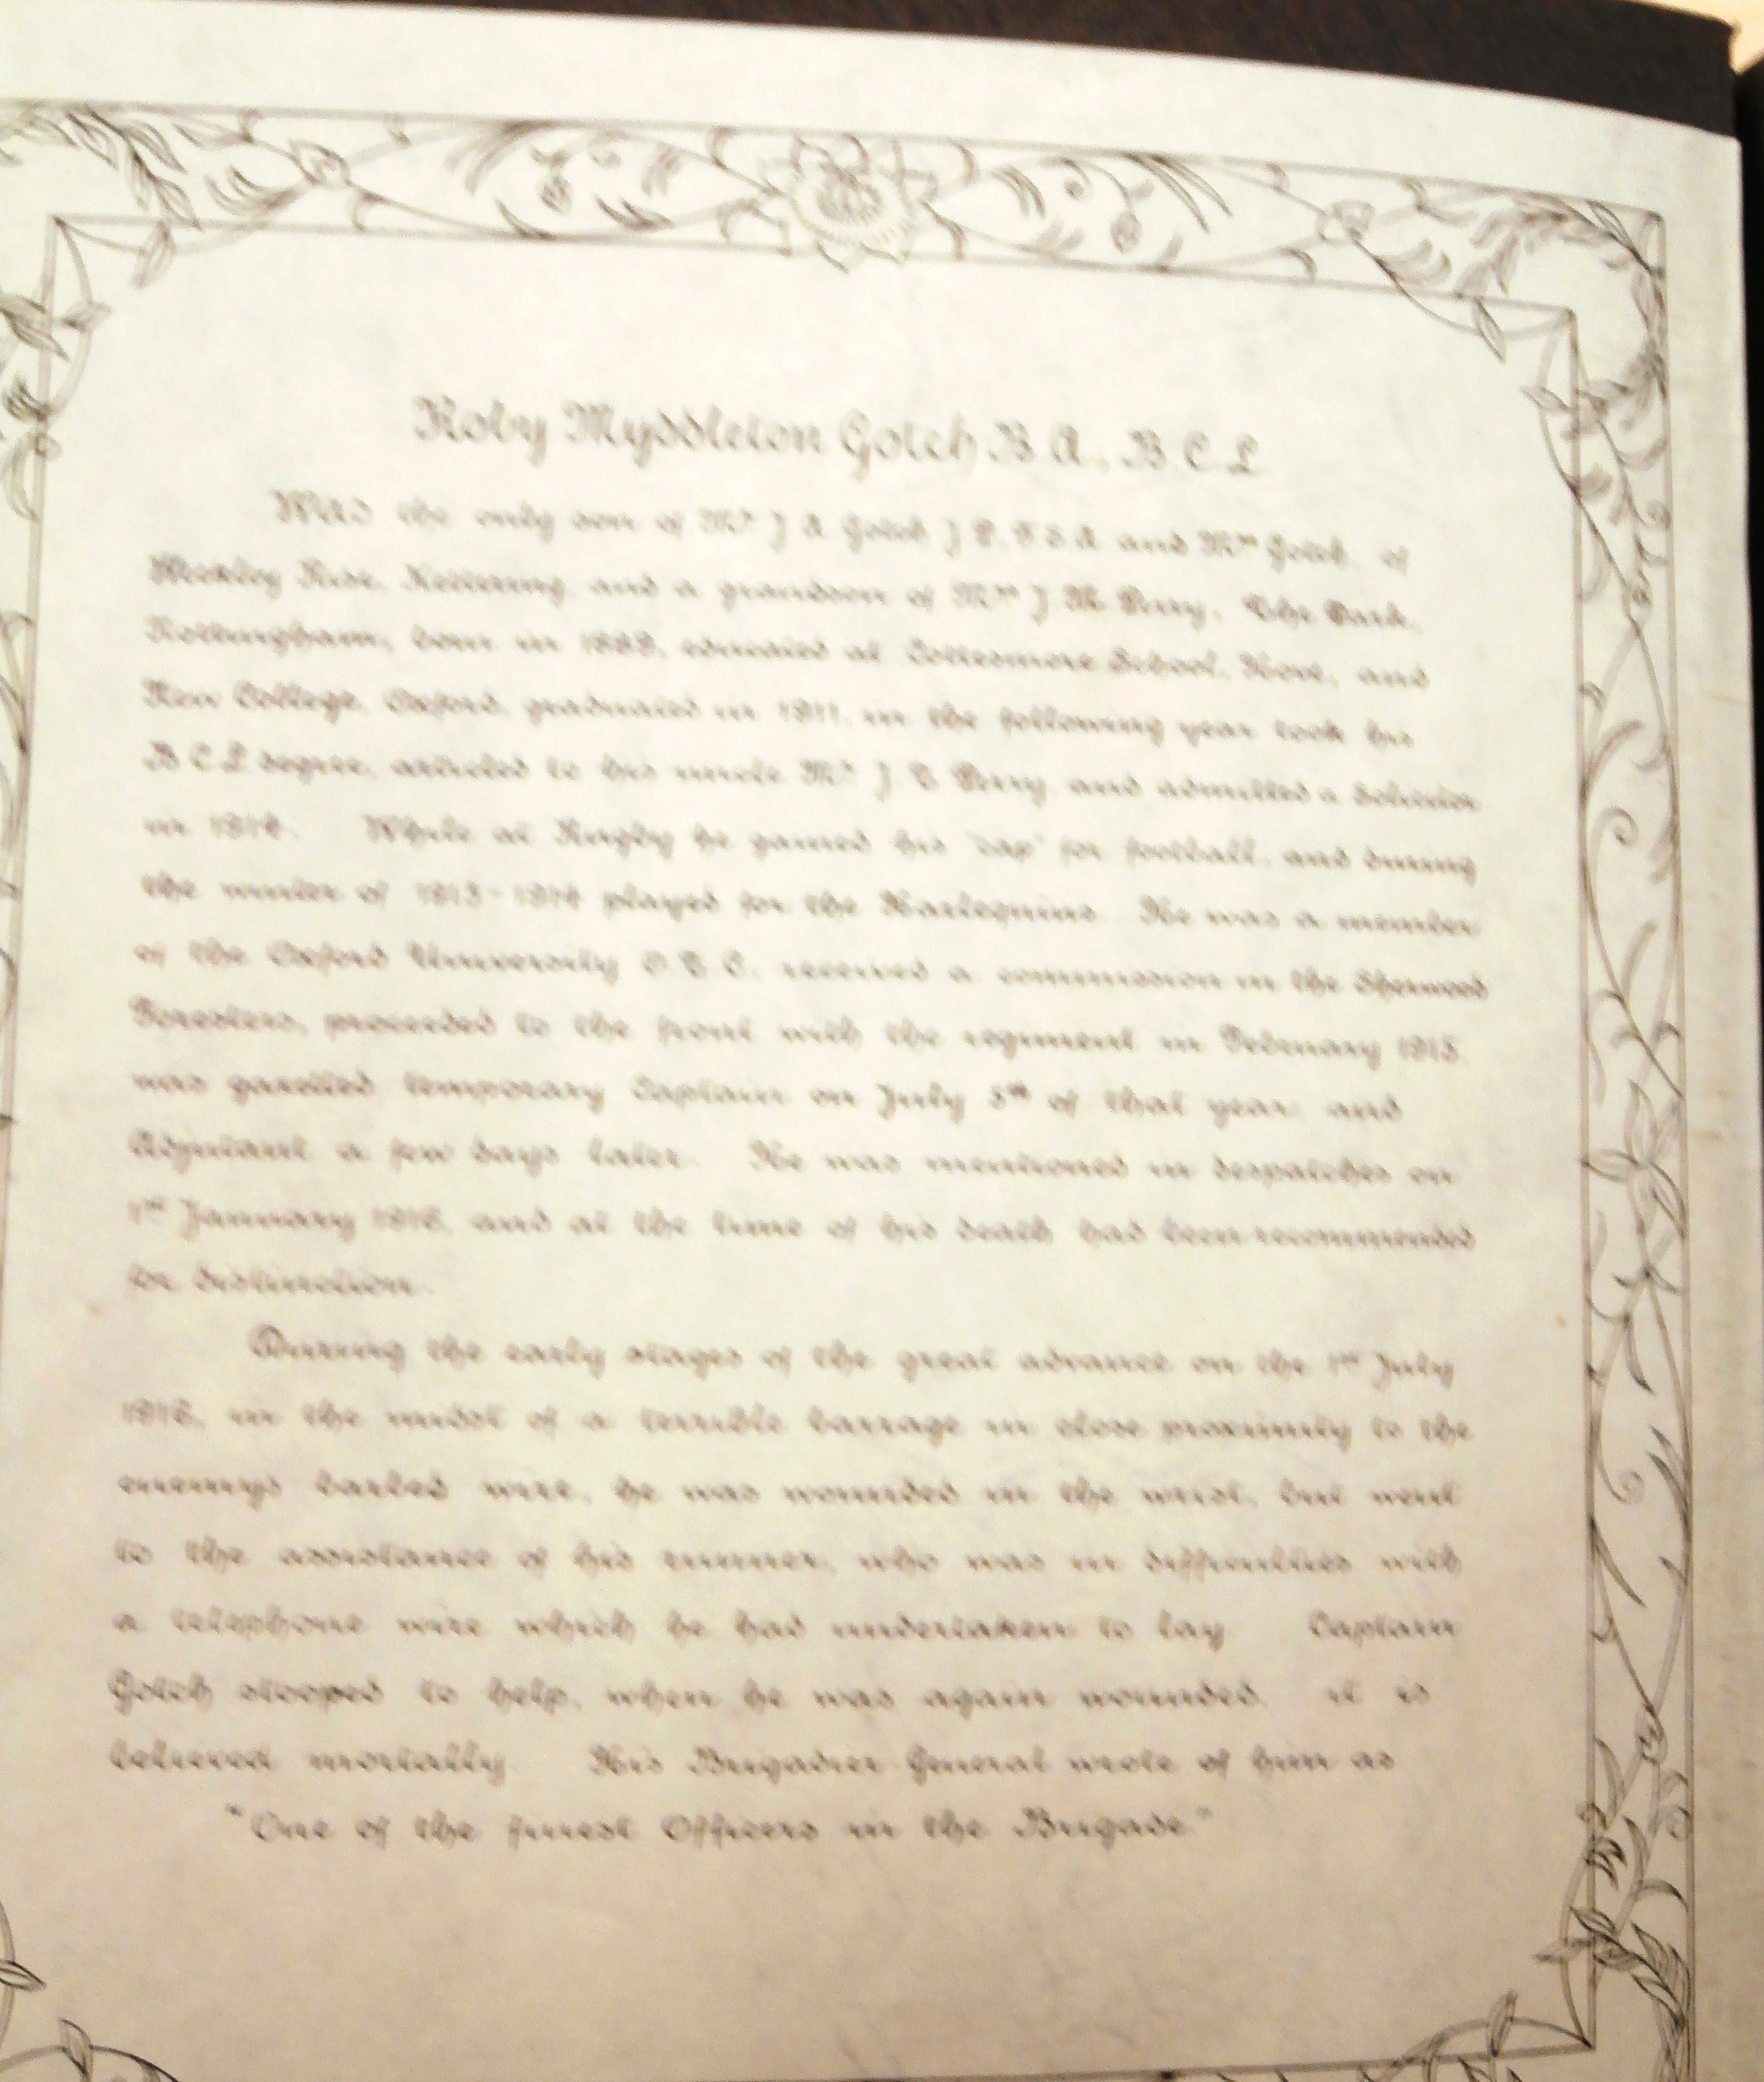 Roby Myddleton Gotch B.A., B.C.L.
Was the only son of Mr J A Gotch J.P. F.S.A and Mrs Gotch, of
Weekley Rise, Kettering, and a grandson of Mrs J. M. Perry, The Park,
Nottingham, born in 1889, educated at Cottesmore School, Hove, and
New College, Oxford, graduated in 1911, in the following year took his
B C L degree, articled to his uncle Mr J. Perry, and admitted a Solicitor
in 1914. While at Rugby he gained his "cap" for football, and during
the winter of 1913-1914 played for the Harlequins. He was a member
of the Oxford University O.T.C., received a commission in the Sherwood
Foresters, proceeded to the front with the regiment in February 1915,
was gazetted temporary Captain on July 5th of that year and
Adjutant a few days later. He was mentioned in despatches on
1st January 1916, and at the time of his death had been recommended
for distinction.
During the early stages of the great advance on the 1st July
1916, in the midst of a terrible barrage in close proximity to the
enemys barbed wire, he was wounded in the wrist, but went
to the assistance of his runner, who was in difficulties with
a telephone wire which he had undertaken to lay. Captain
Gotch stooped to help, when he was again wounded, it is
believed mortally. His Brigadier General wrote of him as
"One of the finest Officers in the Brigade"